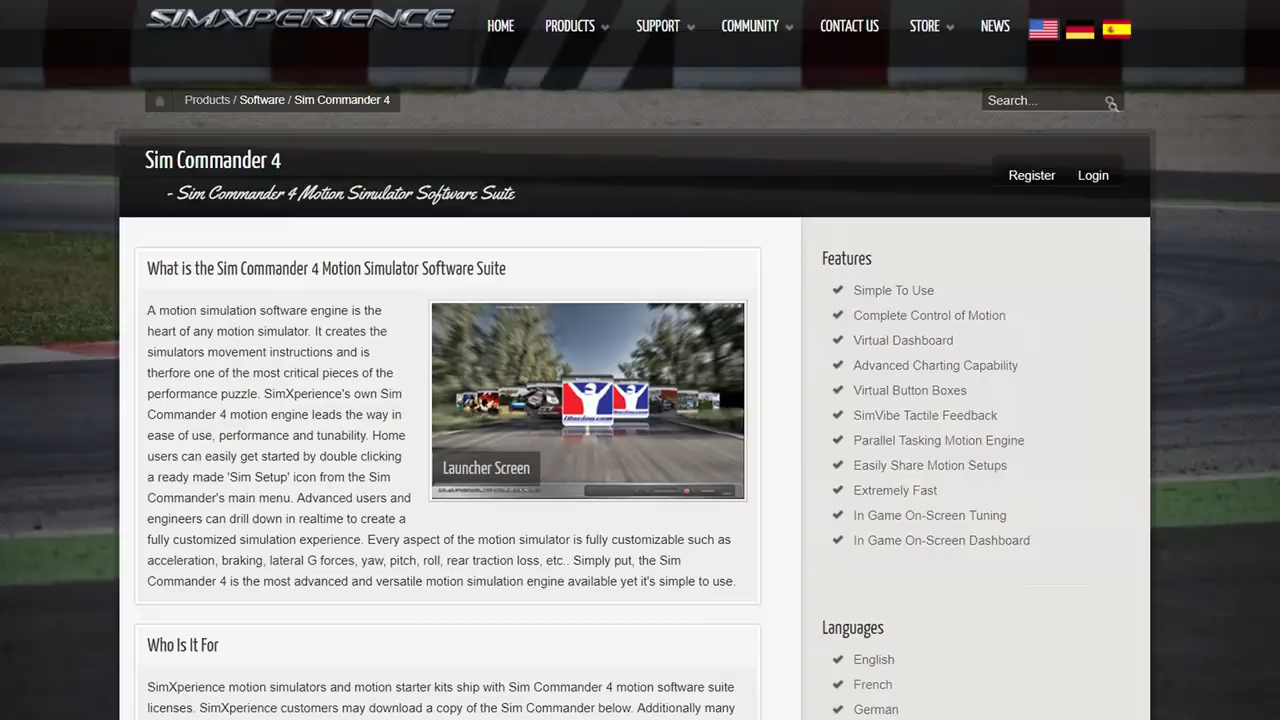 SIMXPERIENCE
HOME PRODUCTS SUPPORT COMMUNITY CONTACT US STORE NEWS
Products / Software / Sim Commander 4
Search...
Sim Commander 4
- Sim Commander 4 Motion Simulator Software Suite
Register Login
What is the Sim Commander 4 Motion Simulator Software Suite
A motion simulation software engine is the
heart of any motion simulator. It creates the
simulators movement instructions and is
therfore one of the most critical pieces of the
performance puzzle. SimXperience's own Sim
Commander 4 motion engine leads the way in
ease of use, performance and tunability. Home
users can easily get started by double clicking
a ready made 'Sim Setup' icon from the Sim
Commander's main menu. Advanced users and
engineers can drill down in realtime to create a
fully customized simulation experience. Every aspect of the motion simulator is fully customizable such as
acceleration, braking, lateral G forces, yaw, pitch, roll, rear traction loss, etc.. Simply put, the Sim
Commander 4 is the most advanced and versatile motion simulation engine available yet it's simple to use.
iRacing.com
Launcher Screen
Who Is It For
SimXperience motion simulators and motion starter kits ship with Sim Commander 4 motion software suite
licenses. SimXperience customers may download a copy of the Sim Commander below. Additionally many
Features
Simple To Use
Complete Control of Motion
Virtual Dashboard
Advanced Charting Capability
Virtual Button Boxes
SimVibe Tactile Feedback
Parallel Tasking Motion Engine
Easily Share Motion Setups
Extremely Fast
In Game On-Screen Tuning
In Game On-Screen Dashboard
Languages
English
French
German